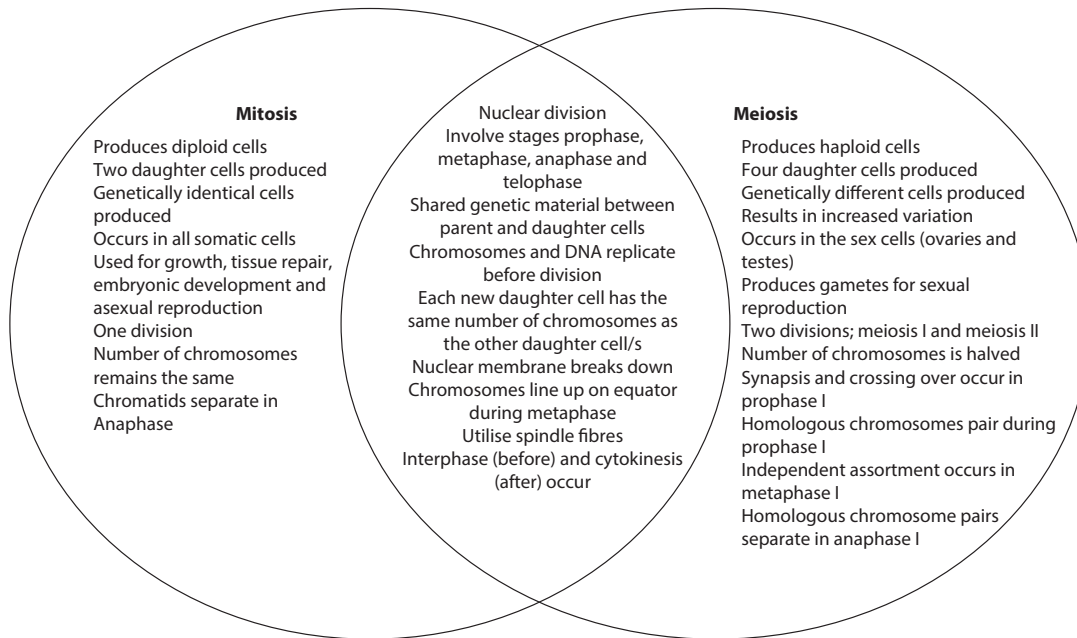 Mitosis
Produces diploid cells
Two daughter cells produced
Genetically identical cells
produced
Occurs in all somatic cells
Used for growth, tissue repair,
embryonic development and
asexual reproduction
One division
Number of chromosomes
remains the same
Chromatids separate in
Anaphase
Nuclear division
Involve stages prophase,
metaphase, anaphase and
telophase
Shared genetic material between
parent and daughter cells
Chromosomes and DNA replicate
before division
Each new daughter cell has the
same number of chromosomes as
the other daughter cell/s
Nuclear membrane breaks down
Chromosomes line up on equator
during metaphase
Utilise spindle fibres
Interphase (before) and cytokinesis
(after) occur
Meiosis
Produces haploid cells
Four daughter cells produced
Genetically different cells produced
Results in increased variation
Occurs in the sex cells (ovaries and
testes)
Produces gametes for sexual
reproduction
Two divisions; meiosis I and meiosis II
Number of chromosomes is halved
Synapsis and crossing over occur in
prophase I
Homologous chromosomes pair during
prophase I
Independent assortment occurs in
metaphase I
Homologous chromosome pairs
separate in anaphase I